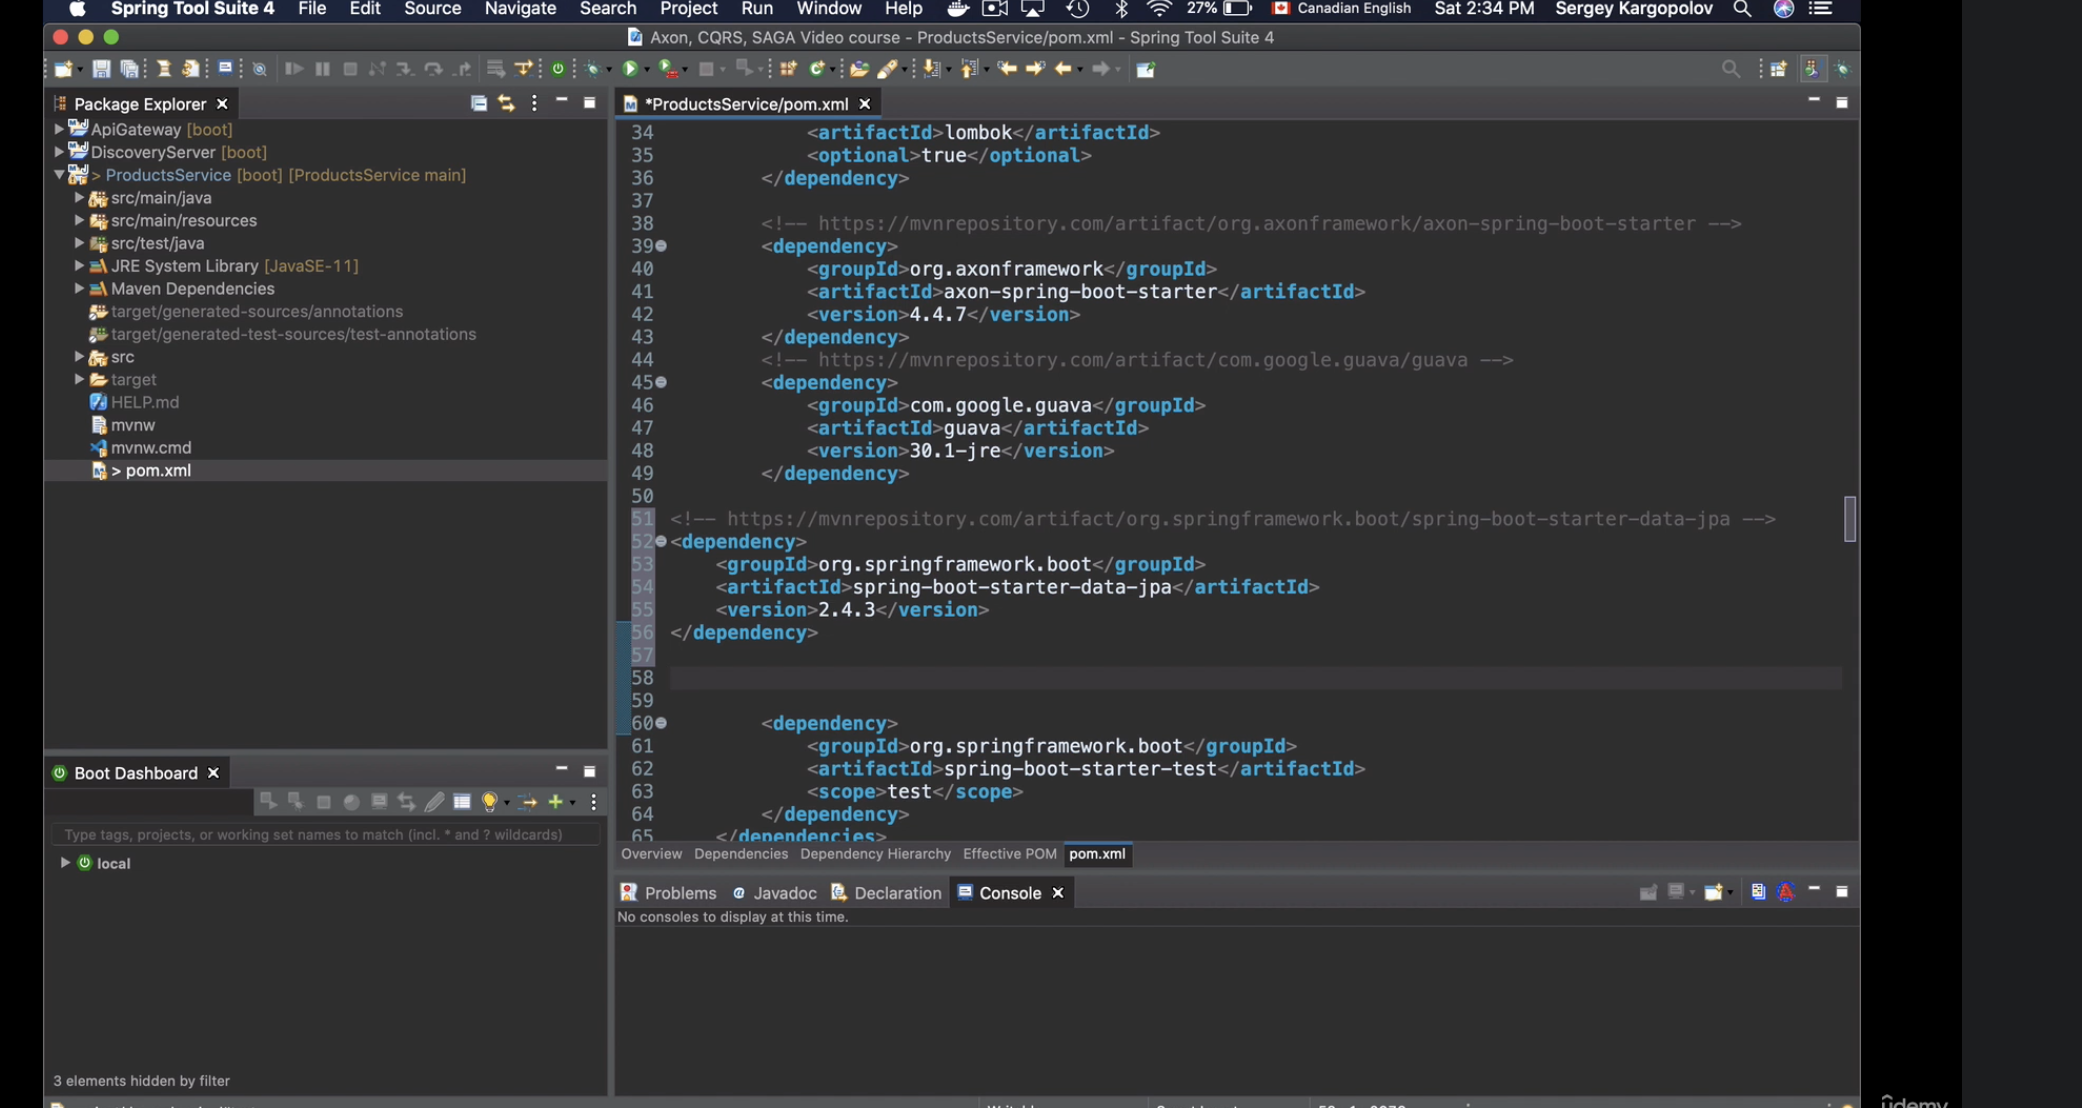 Spring Tool Suite 4 File Edit Source Navigate Search Project Run Window Help 27% Canadian English Sat 2:34 PM Sergey Kargopolov
Axon, CQRS, SAGA Video course - ProductsService/pom.xml - Spring Tool Suite 4
Package Explorer
ApiGateway [boot]
DiscoveryServer [boot]
> ProductsService [boot] [ProductsService main]
src/main/java
src/main/resources
src/test/java
JRE System Library [JavaSE-11]
Maven Dependencies
target/generated-sources/annotations
target/generated-test-sources/test-annotations
src
target
HELP.md
mvnw
mvnw.cmd
> pom.xml
Boot Dashboard
Type tags, projects, or working set names to match (incl. * and ? wildcards)
local
3 elements hidden by filter
*ProductsService/pom.xml
34 <artifactId>lombok</artifactId>
35 <optional>true</optional>
36 </dependency>
37
38 <!-- https://mvnrepository.com/artifact/org.axonframework/axon-spring-boot-starter -->
39 <dependency>
40 <groupId>org.axonframework</groupId>
41 <artifactId>axon-spring-boot-starter</artifactId>
42 <version>4.4.7</version>
43 </dependency>
44 <!-- https://mvnrepository.com/artifact/com.google.guava/guava -->
45 <dependency>
46 <groupId>com.google.guava</groupId>
47 <artifactId>guava</artifactId>
48 <version>30.1-jre</version>
49 </dependency>
50
51 <!-- https://mvnrepository.com/artifact/org.springframework.boot/spring-boot-starter-data-jpa -->
52 <dependency>
53 <groupId>org.springframework.boot</groupId>
54 <artifactId>spring-boot-starter-data-jpa</artifactId>
55 <version>2.4.3</version>
56 </dependency>
57
58
59
60 <dependency>
61 <groupId>org.springframework.boot</groupId>
62 <artifactId>spring-boot-starter-test</artifactId>
63 <scope>test</scope>
64 </dependency>
65 </dependencies>
Overview Dependencies Dependency Hierarchy Effective POM pom.xml
Problems @ Javadoc Declaration Console
No consoles to display at this time.
udemy